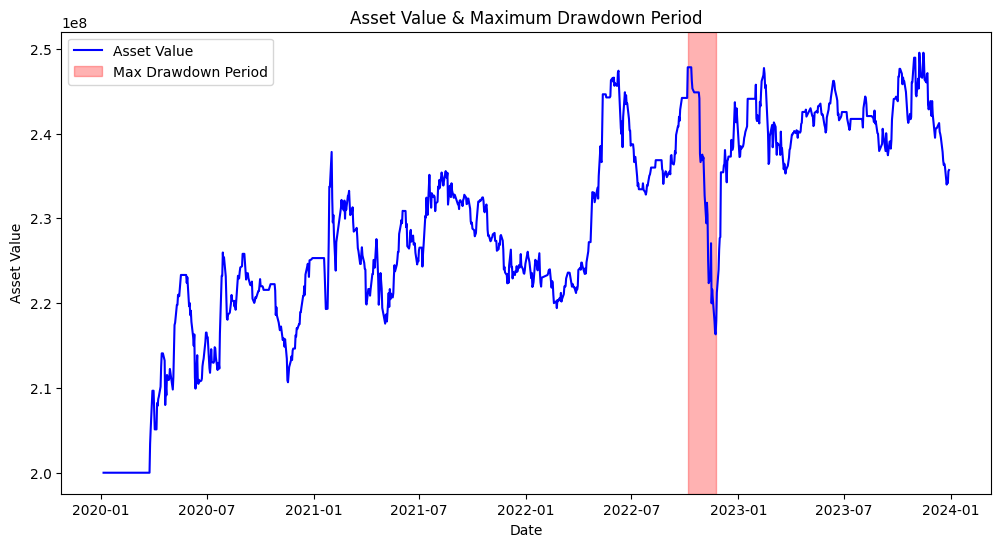 Asset Value & Maximum Drawdown Period
1e8
Asset Value
Max Drawdown Period
2.5
2.4
2.3
2.2
2.1
2.0
Asset Value
2020-01 2020-07 2021-01 2021-07 2022-01 2022-07 2023-01 2023-07 2024-01
Date